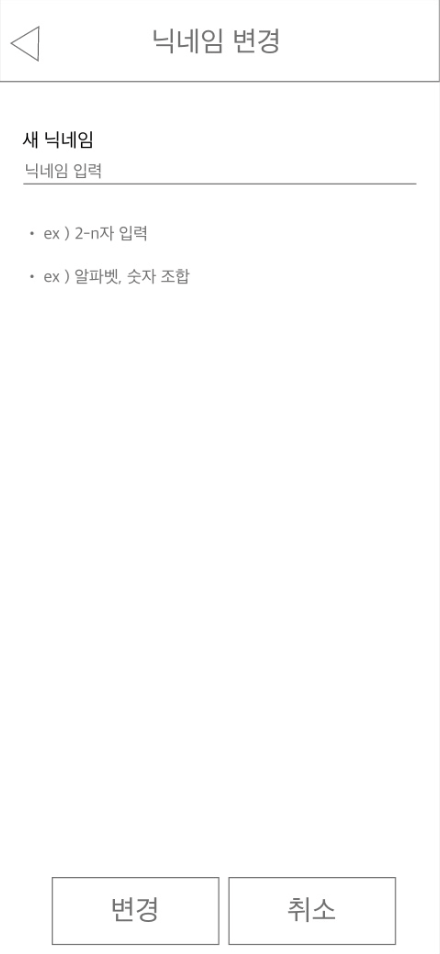 닉네임 변경
새 닉네임
닉네임 입력
• ex ) 2-n자 입력
• ex ) 알파벳, 숫자 조합
변경 취소